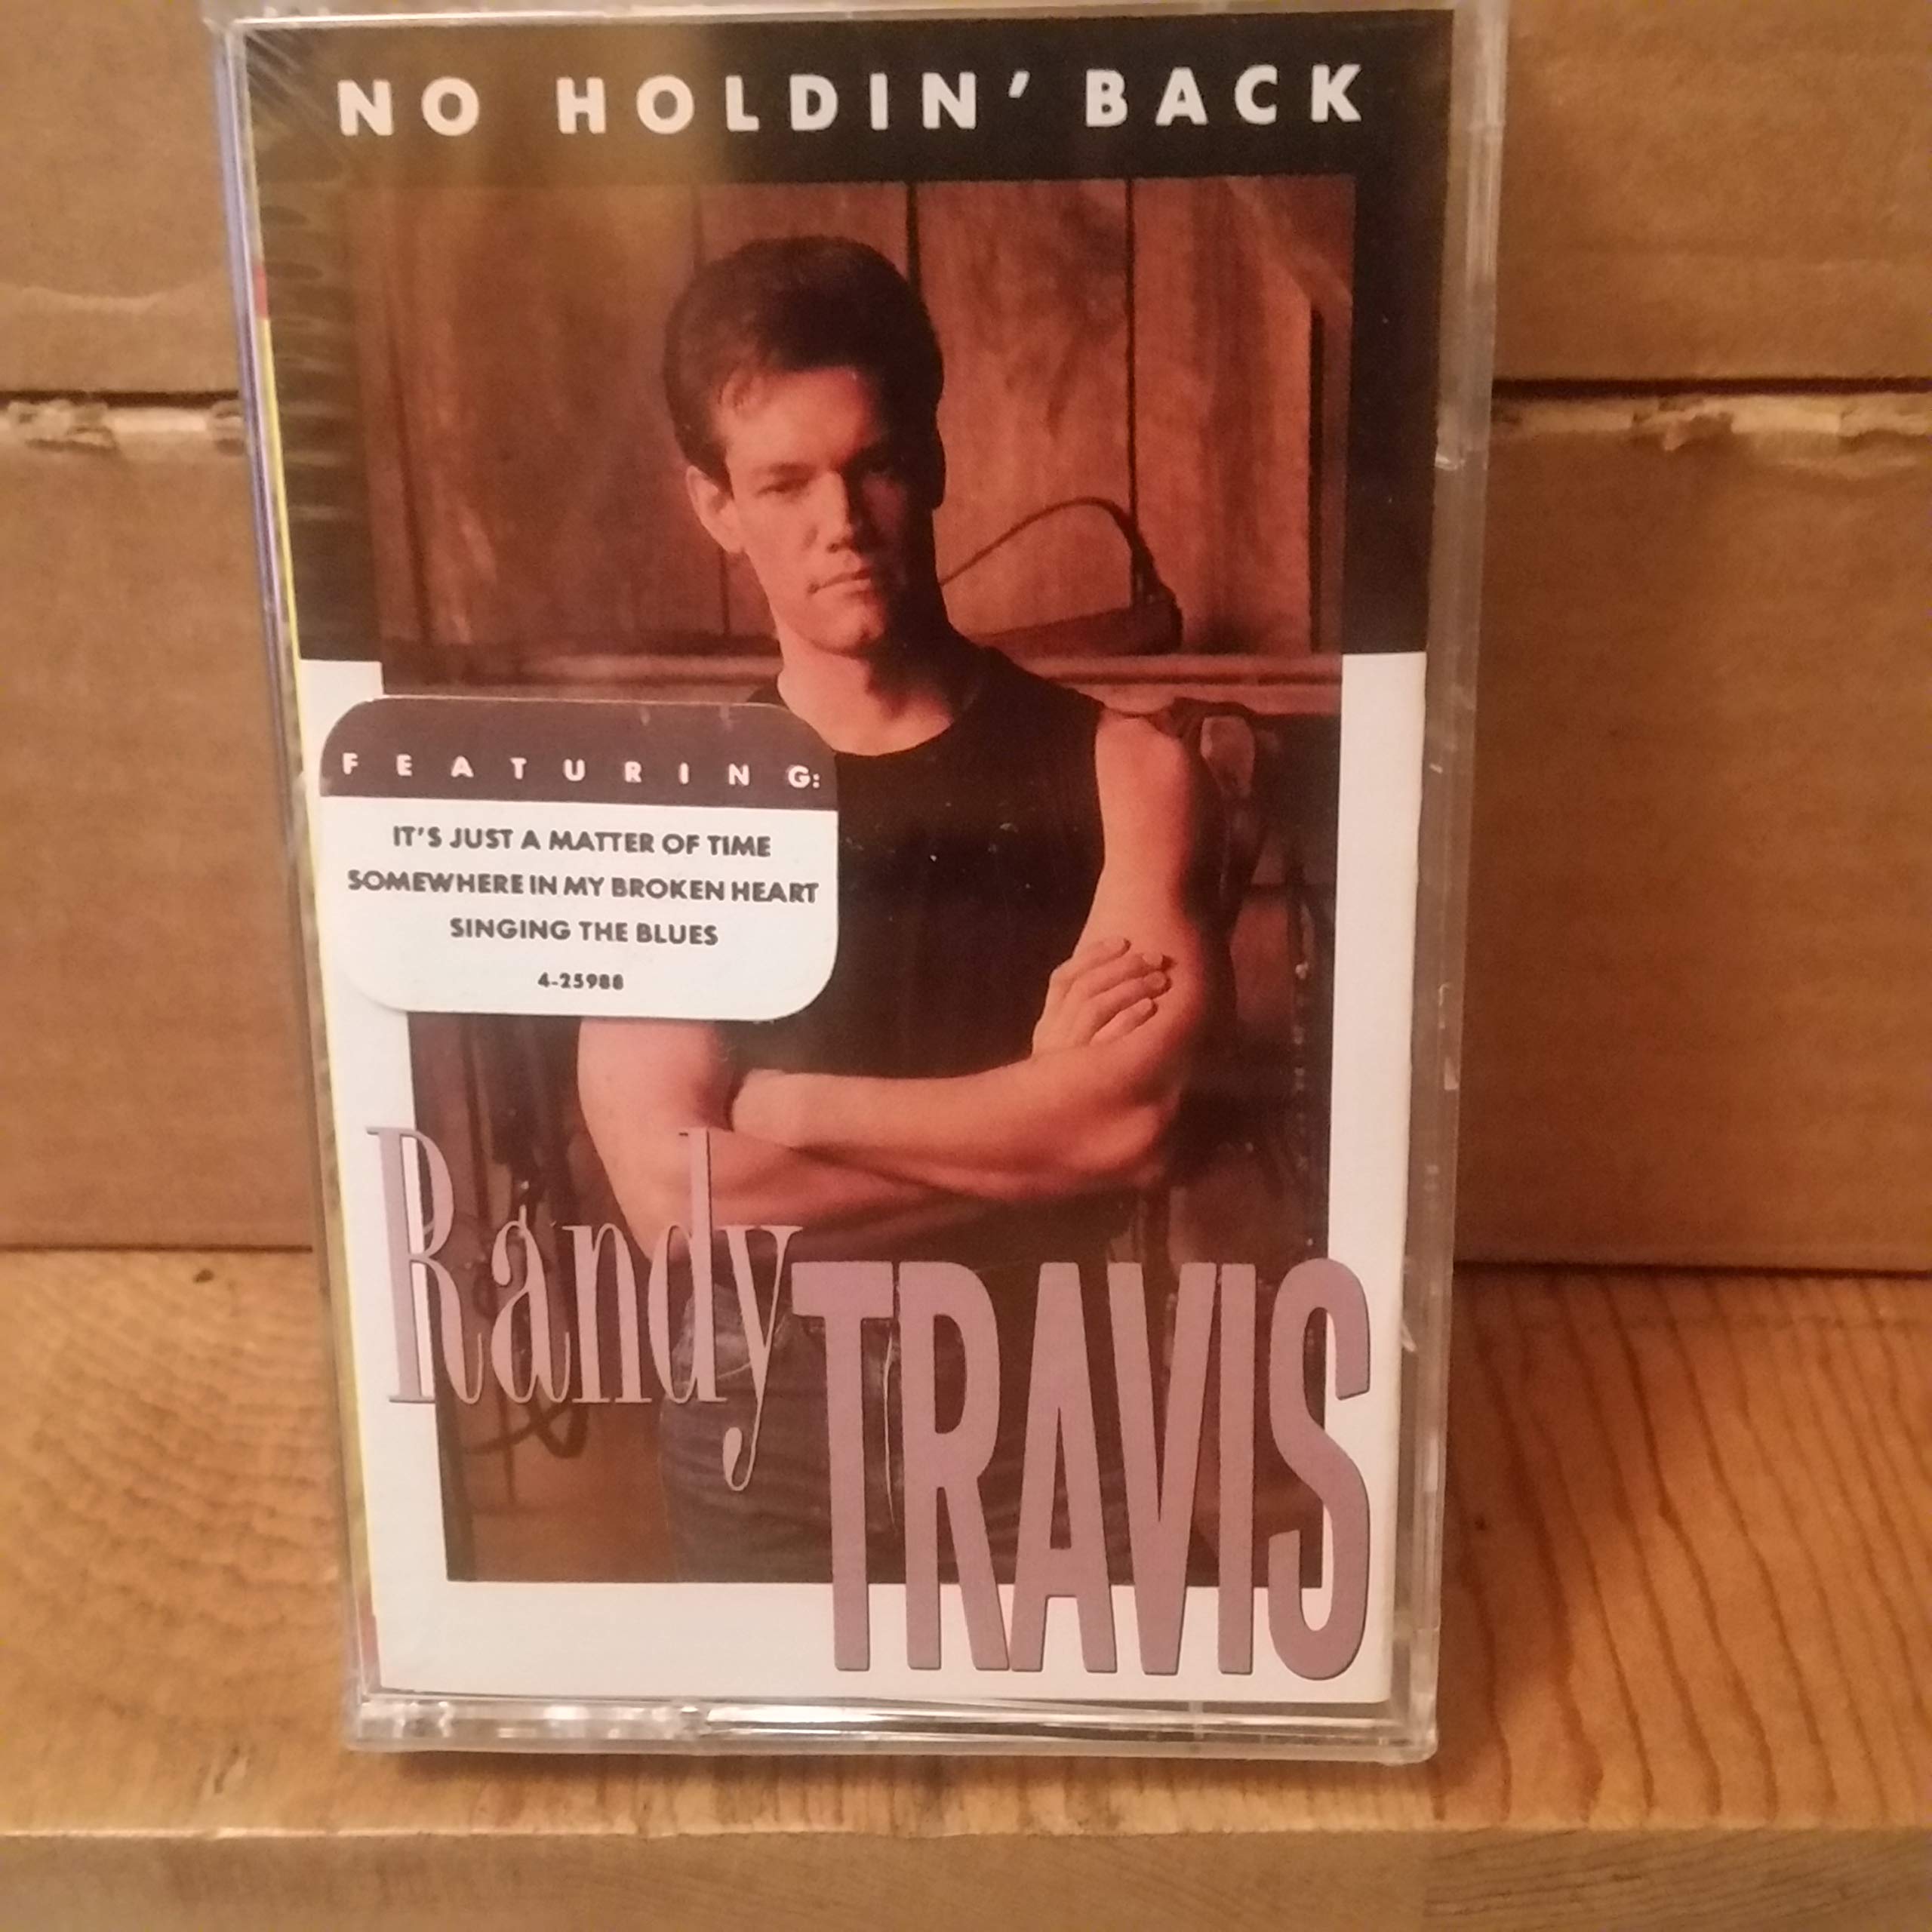 NO HOLDIN' BACK
FEATURING:
IT'S JUST A MATTER OF TIME
SOMEWHERE IN MY BROKEN HEART
SINGING THE BLUES
4-25988
Randy TRAVIS